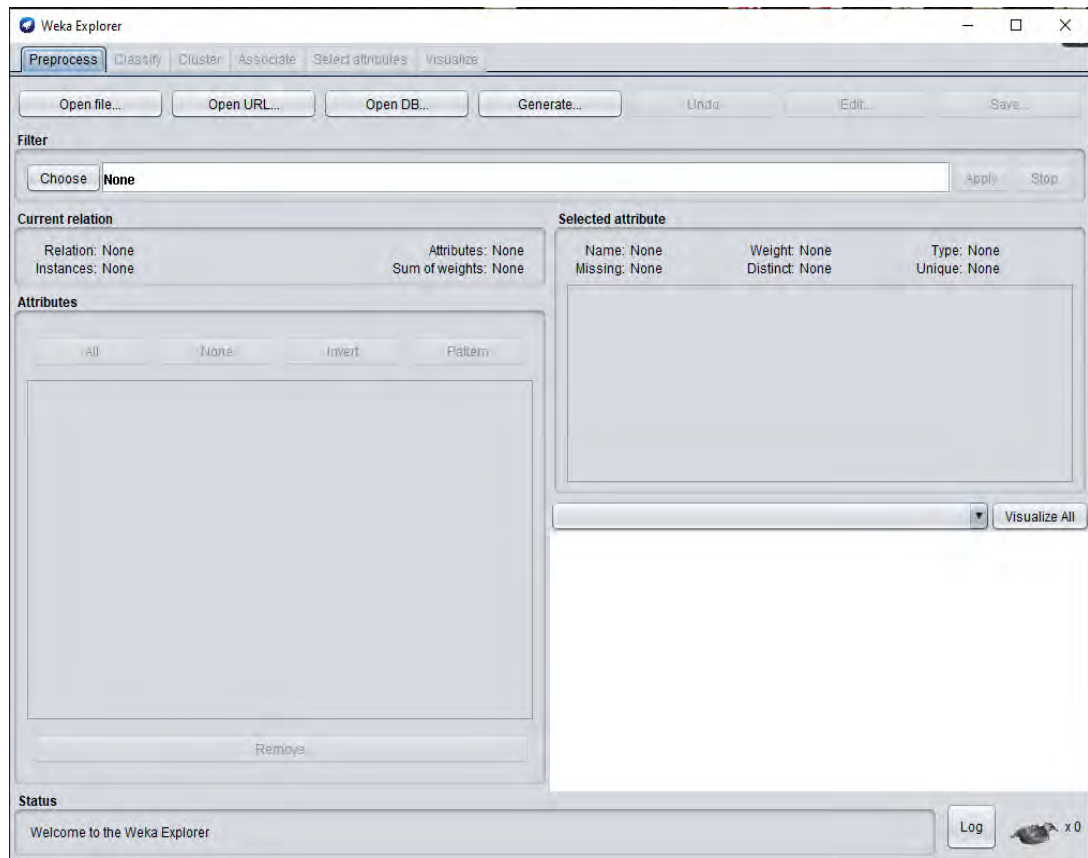 Weka Explorer
Preprocess Classify Cluster Associate Select attributes Visualize
Open file... Open URL... Open DB... Generate... Undo Edit... Save...
Filter
Choose None Apply Stop
Current relation
Relation: None Attributes: None
Instances: None Sum of weights: None
Selected attribute
Name: None Weight: None Type: None
Missing: None Distinct: None Unique: None
Attributes
All None Invert Pattern
Visualize All
Remove
Status
Welcome to the Weka Explorer
Log x 0